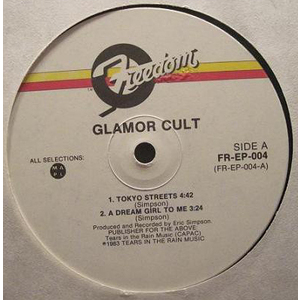 Freedom
GLAMOR CULT
SIDE A
ALL SELECTIONS:
FR-EP-004
(FR-EP-004-A)
1. TOKYO STREETS 4:42
(Simpson)
2. A DREAM GIRL TO ME 3:24
(Simpson)
Produced and Recorded by Eric Simpson.
PUBLISHER FOR THE ABOVE:
Tears in the Rain Music (CAPAC)
℗1983 TEARS IN THE RAIN MUSIC